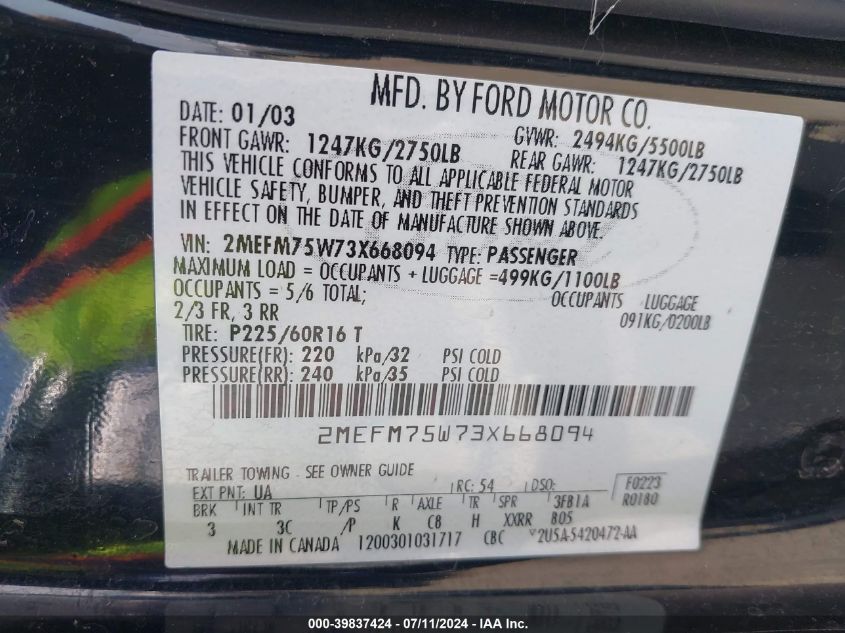 MFD. BY FORD MOTOR CO.
DATE: 01/03
GVWR: 2494KG/5500LB
FRONT GAWR: 1247KG/2750LB
REAR GAWR: 1247KG/2750LB
THIS VEHICLE CONFORMS TO ALL APPLICABLE FEDERAL MOTOR
VEHICLE SAFETY, BUMPER, AND THEFT PREVENTION STANDARDS
IN EFFECT ON THE DATE OF MANUFACTURE SHOWN ABOVE.
VIN: 2MEFM75W73X668094 TYPE: PASSENGER
MAXIMUM LOAD = OCCUPANTS + LUGGAGE =499KG/1100LB
OCCUPANTS = 5/6 TOTAL; OCCUPANTS LUGGAGE
2/3 FR, 3 RR 091KG/0200LB
TIRE: P225/60R16 T
PRESSURE(FR): 220 kPa/32 PSI COLD
PRESSURE(RR): 240 kPa/35 PSI COLD
2MEFM75W73X668094
TRAILER TOWING - SEE OWNER GUIDE
EXT PNT: UA RC: 54 DSO: F0223
BRK INT TR TP/PS R AXLE TR SPR 3FB1A R0180
3 3C /P K C8 H XXRR 805
MADE IN CANADA 1200301031717 CBC V2U5A-5420472-AA
000-39837424 - 07/11/2024 - IAA Inc.